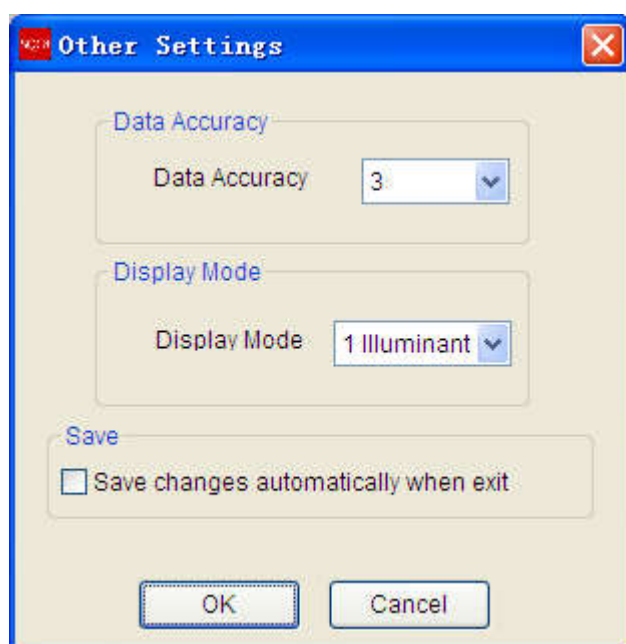 Other Settings
Data Accuracy
Data Accuracy 3
Display Mode
Display Mode 1 Illuminant
Save
Save changes automatically when exit
OK Cancel